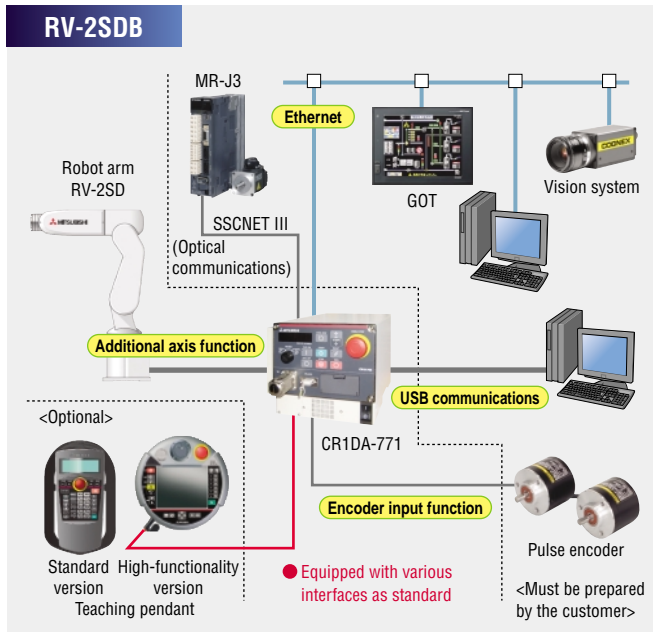 RV-2SDB
MR-J3
Ethernet
COGNEX
Robot arm
RV-2SD
MITSUBISHI
GOT
Vision system
SSCNET III
(Optical
communications)
Additional axis function
USB communications
<Optional>
CR1DA-771
Encoder input function
Pulse encoder
Standard
version
High-functionality
version
Teaching pendant
Equipped with various
interfaces as standard
<Must be prepared
by the customer>